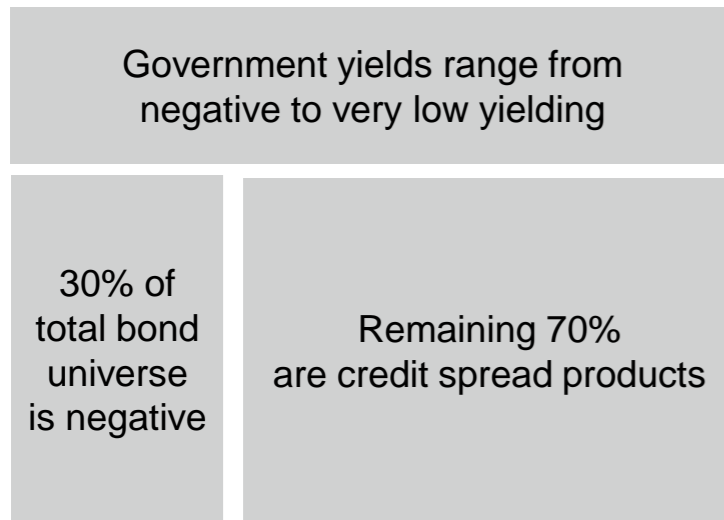 Government yields range from
negative to very low yielding
30% of
total bond
universe
is negative
Remaining 70%
are credit spread products